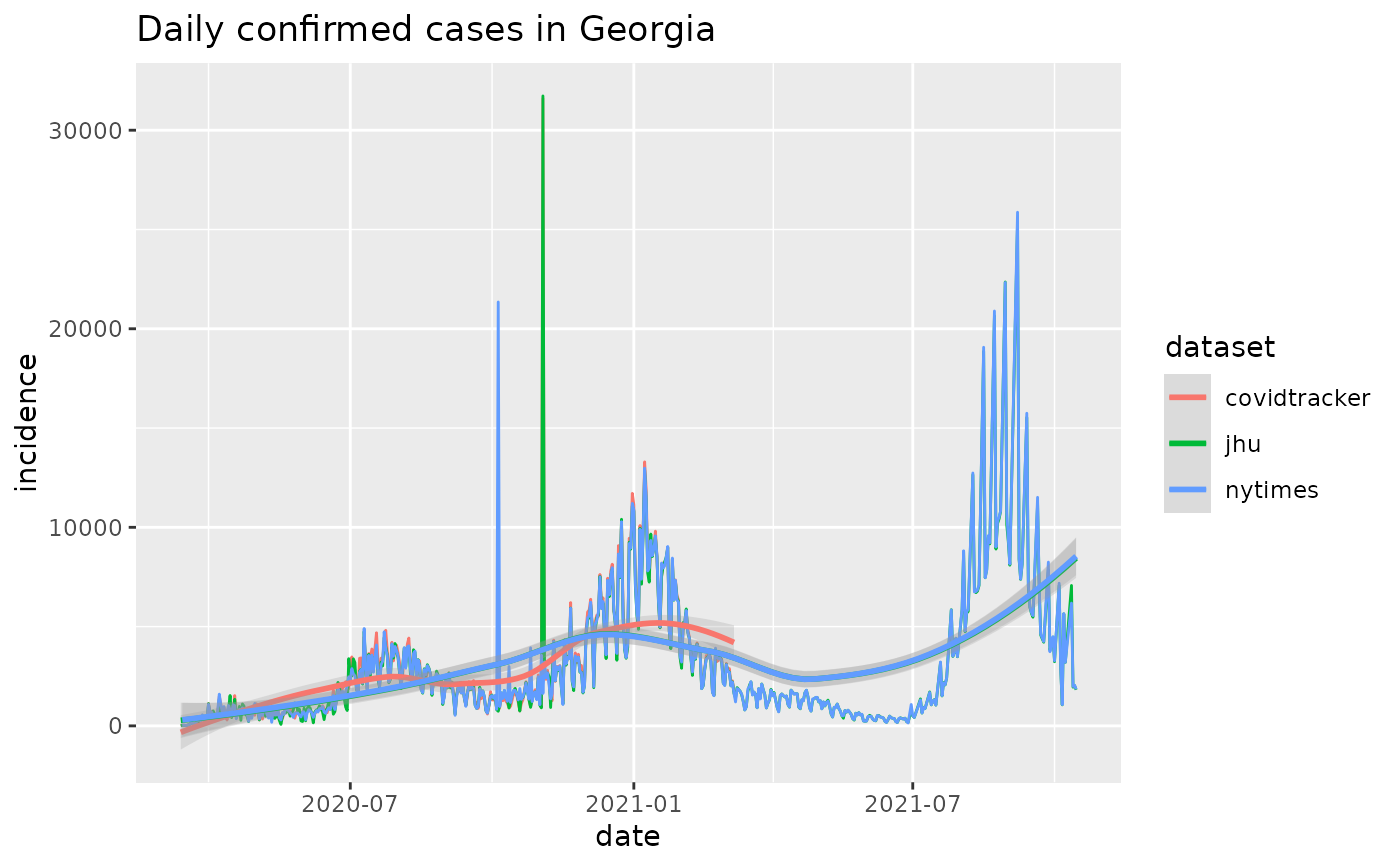 Daily confirmed cases in Georgia
30000
20000
10000
0
incidence
2020-07
2021-01
2021-07
date
dataset
covidtracker
jhu
nytimes